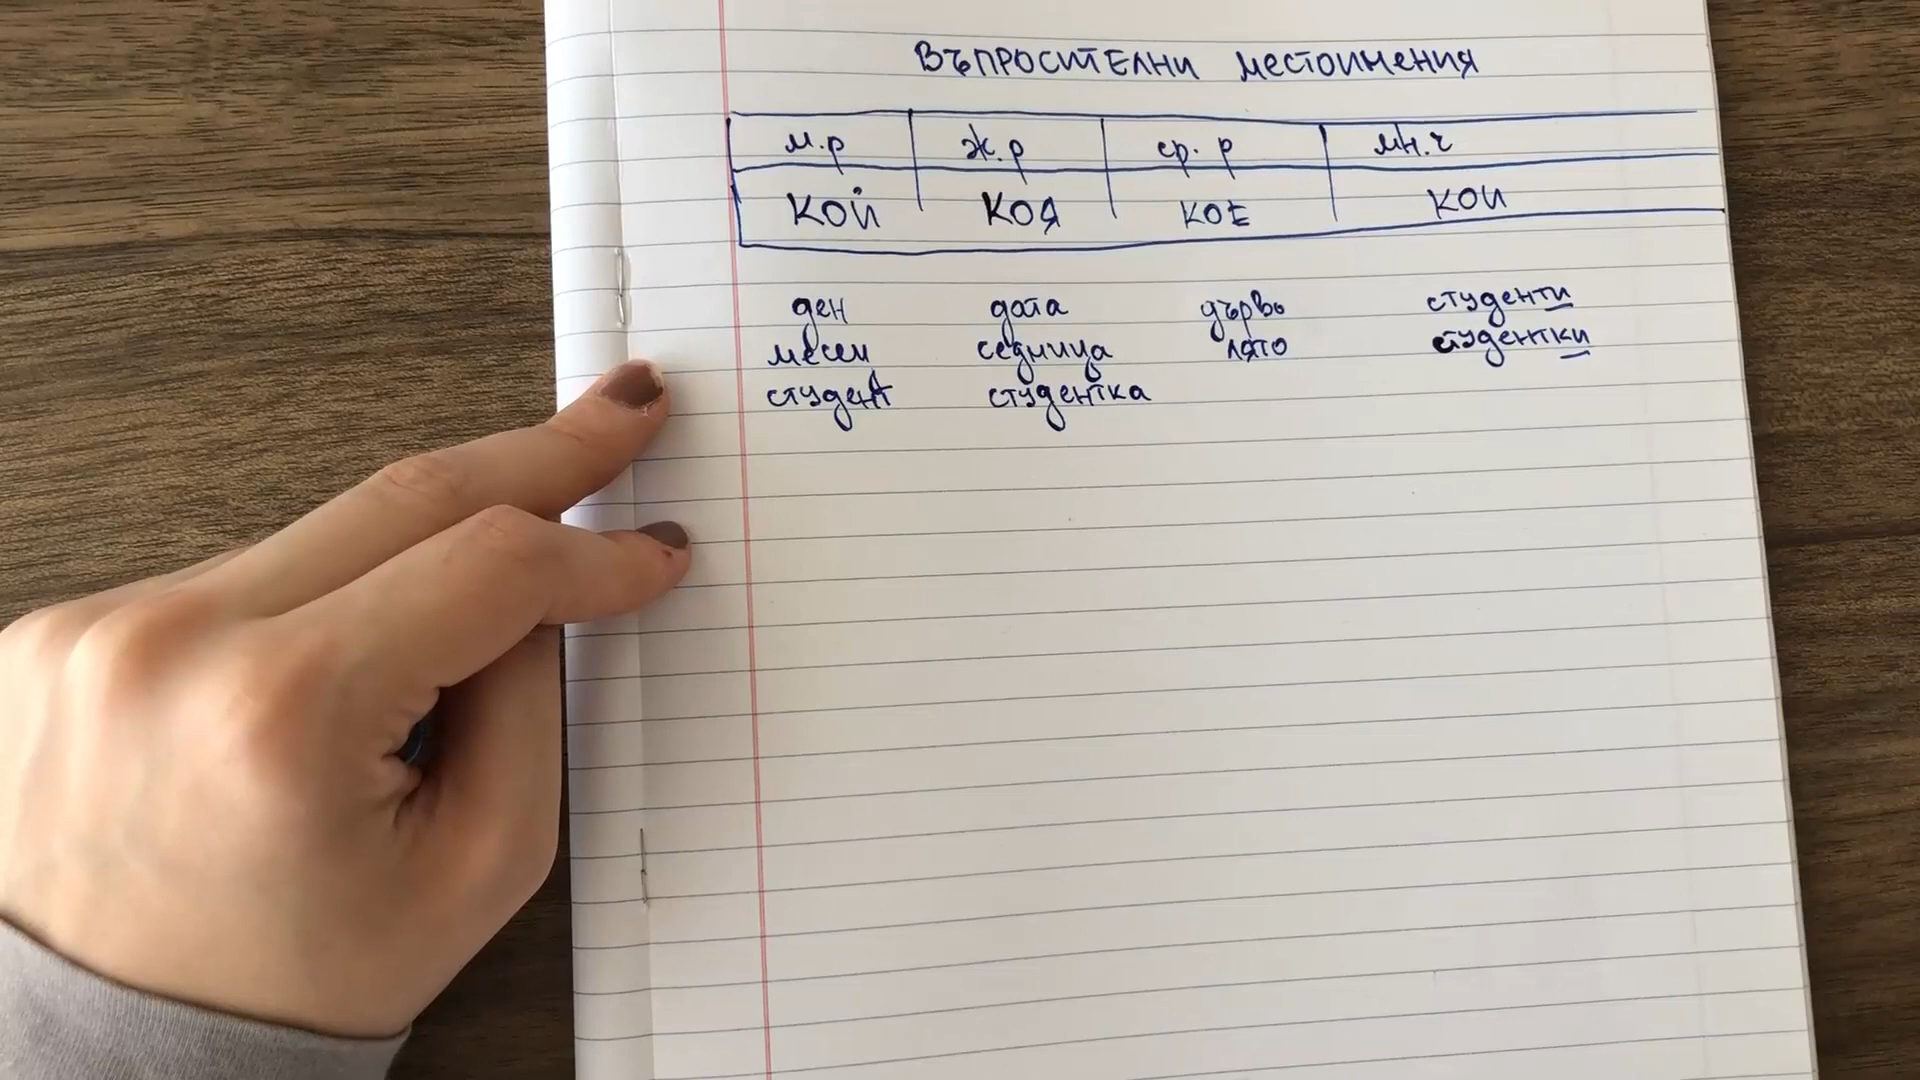 ВЪПРОСИТЕЛНИ местоимения
м.р ж.р ср.р мн.ч
КОЙ КОЯ КОЕ КОИ
ден дата дърво студенти
месец седмица лято студентки
студент студентка